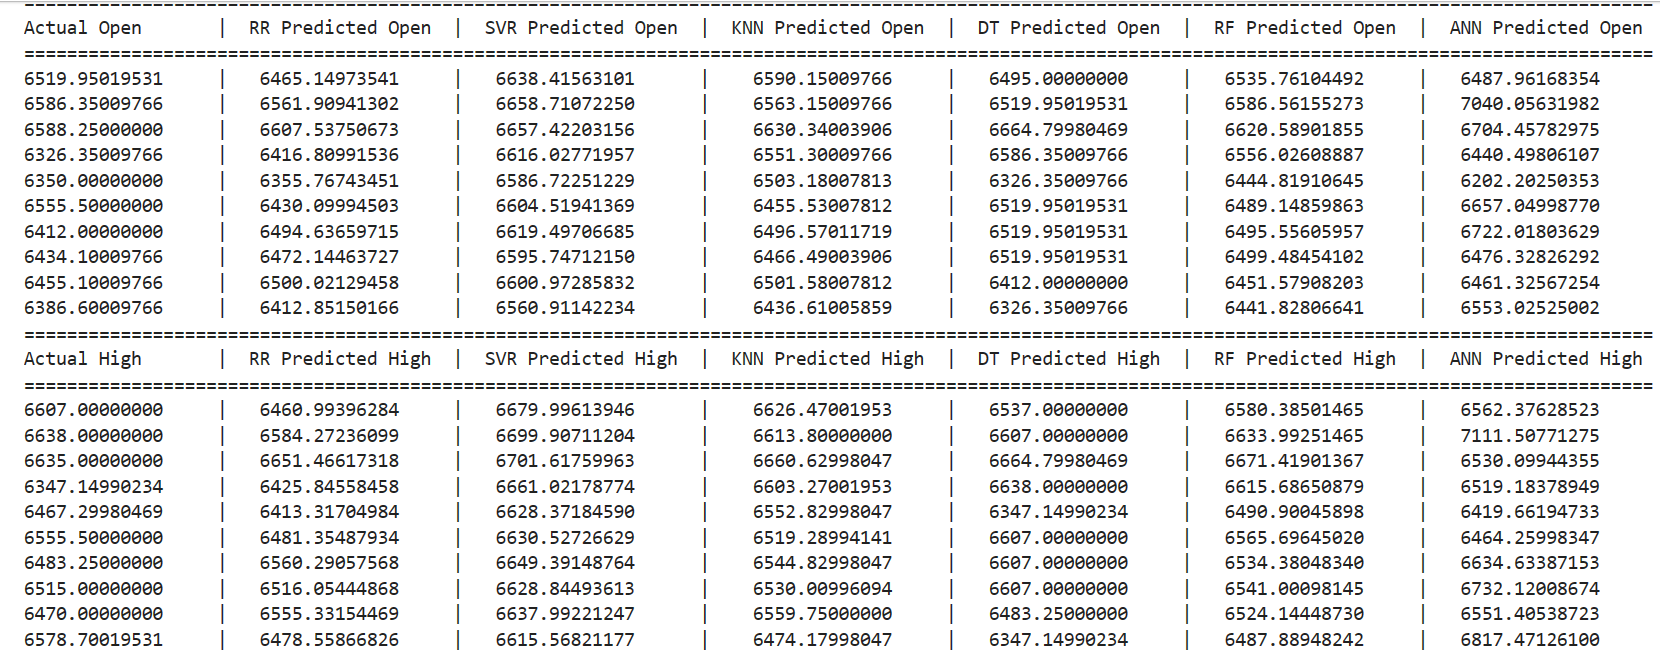 Actual Open | RR Predicted Open | SVR Predicted Open | KNN Predicted Open | DT Predicted Open | RF Predicted Open | ANN Predicted Open
6519.95019531 | 6465.14973541 | 6638.41563101 | 6590.15009766 | 6495.00000000 | 6535.76104492 | 6487.96168354
6586.35009766 | 6561.90941302 | 6658.71072250 | 6563.15009766 | 6519.95019531 | 6586.56155273 | 7040.05631982
6588.25000000 | 6607.53750673 | 6657.42203156 | 6630.34003906 | 6664.79980469 | 6620.58901855 | 6704.45782975
6326.35009766 | 6416.80991536 | 6616.02771957 | 6551.30009766 | 6586.35009766 | 6556.02608887 | 6440.49806107
6350.00000000 | 6355.76743451 | 6586.72251229 | 6503.18007813 | 6326.35009766 | 6444.81910645 | 6202.20250353
6555.50000000 | 6430.09994503 | 6604.51941369 | 6455.53007812 | 6519.95019531 | 6489.14859863 | 6657.04998770
6412.00000000 | 6494.63659715 | 6619.49706685 | 6496.57011719 | 6519.95019531 | 6495.55605957 | 6722.01803629
6434.10009766 | 6472.14463727 | 6595.74712150 | 6466.49003906 | 6519.95019531 | 6499.48454102 | 6476.32826292
6455.10009766 | 6500.02129458 | 6600.97285832 | 6501.58007812 | 6412.00000000 | 6451.57908203 | 6461.32567254
6386.60009766 | 6412.85150166 | 6560.91142234 | 6436.61005859 | 6326.35009766 | 6441.82806641 | 6553.02525002
Actual High | RR Predicted High | SVR Predicted High | KNN Predicted High | DT Predicted High | RF Predicted High | ANN Predicted High
6607.00000000 | 6460.99396284 | 6679.99613946 | 6626.47001953 | 6537.00000000 | 6580.38501465 | 6562.37628523
6638.00000000 | 6584.27236099 | 6699.90711204 | 6613.80000000 | 6607.00000000 | 6633.99251465 | 7111.50771275
6635.00000000 | 6651.46617318 | 6701.61759963 | 6660.62998047 | 6664.79980469 | 6671.41901367 | 6530.09944355
6347.14990234 | 6425.84558458 | 6661.02178774 | 6603.27001953 | 6638.00000000 | 6615.68650879 | 6519.18378949
6467.29980469 | 6413.31704984 | 6628.37184590 | 6552.82998047 | 6347.14990234 | 6490.90045898 | 6419.66194733
6555.50000000 | 6481.35487934 | 6630.52726629 | 6519.28994141 | 6607.00000000 | 6565.69645020 | 6464.25998347
6483.25000000 | 6560.29057568 | 6649.39148764 | 6544.82998047 | 6607.00000000 | 6534.38048340 | 6634.63387153
6515.00000000 | 6516.05444868 | 6628.84493613 | 6530.00996094 | 6607.00000000 | 6541.00098145 | 6732.12008674
6470.00000000 | 6555.33154469 | 6637.99221247 | 6559.75000000 | 6483.25000000 | 6524.14448730 | 6551.40538723
6578.70019531 | 6478.55866826 | 6615.56821177 | 6474.17998047 | 6347.14990234 | 6487.88948242 | 6817.47126100